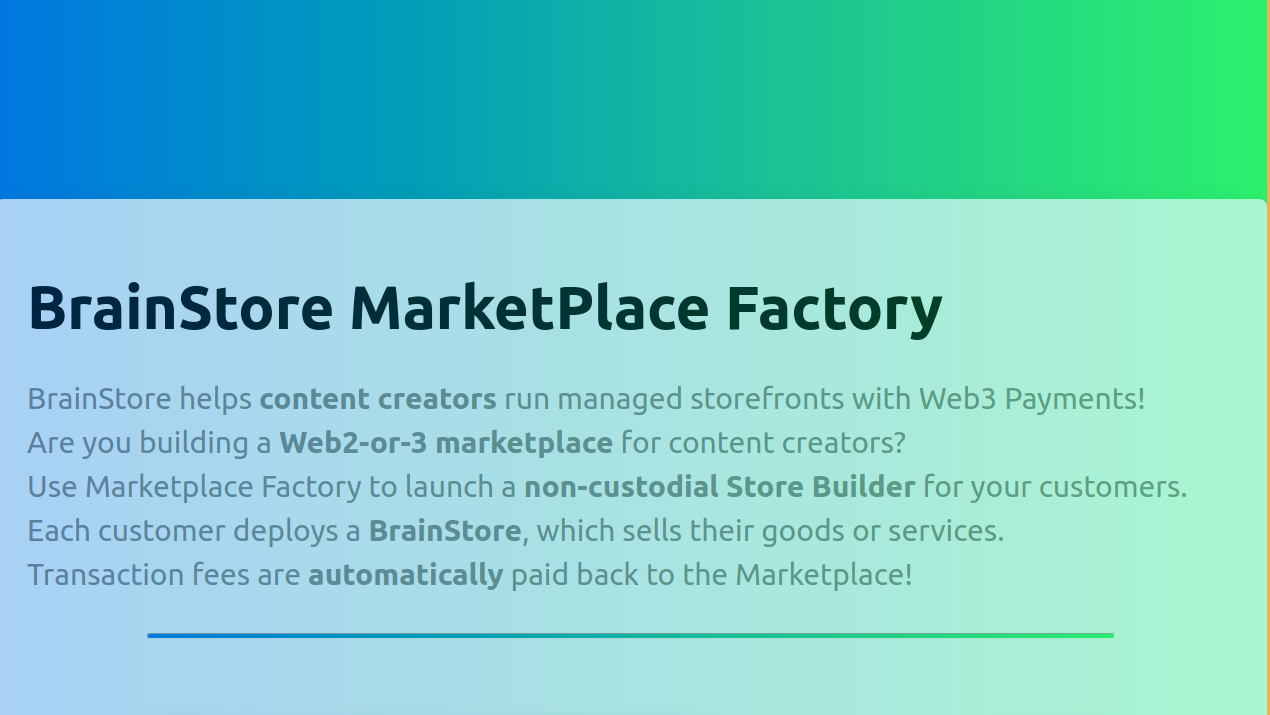 BrainStore MarketPlace Factory
BrainStore helps content creators run managed storefronts with Web3 Payments!
Are you building a Web2-or-3 marketplace for content creators?
Use Marketplace Factory to launch a non-custodial Store Builder for your customers.
Each customer deploys a BrainStore, which sells their goods or services.
Transaction fees are automatically paid back to the Marketplace!